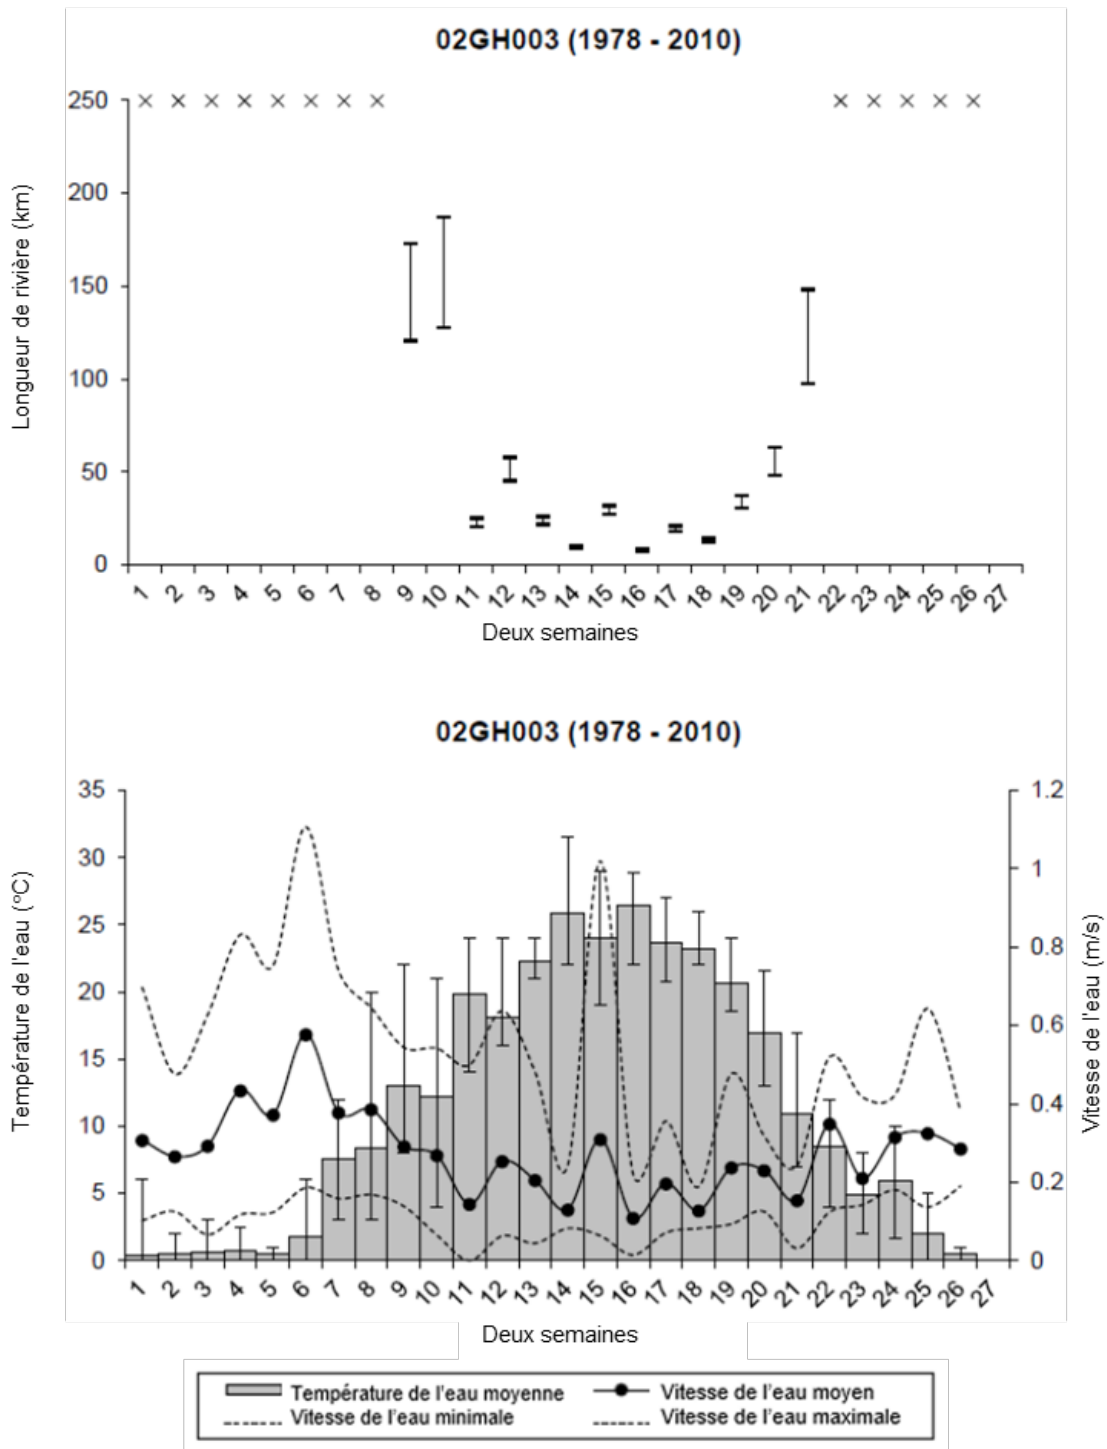 02GH003 (1978 - 2010)
250
200
150
100
50
0
Longueur de rivière (km)
1 2 3 4 5 6 7 8 9 10 11 12 13 14 15 16 17 18 19 20 21 22 23 24 25 26 27
Deux semaines
02GH003 (1978 - 2010)
35
30
25
20
15
10
5
0
Température de l'eau (°C)
1.2
1
0.8
0.6
0.4
0.2
0
Vitesse de l'eau (m/s)
1 2 3 4 5 6 7 8 9 10 11 12 13 14 15 16 17 18 19 20 21 22 23 24 25 26 27
Deux semaines
Température de l'eau moyenne
Vitesse de l'eau moyen
Vitesse de l'eau minimale
Vitesse de l'eau maximale